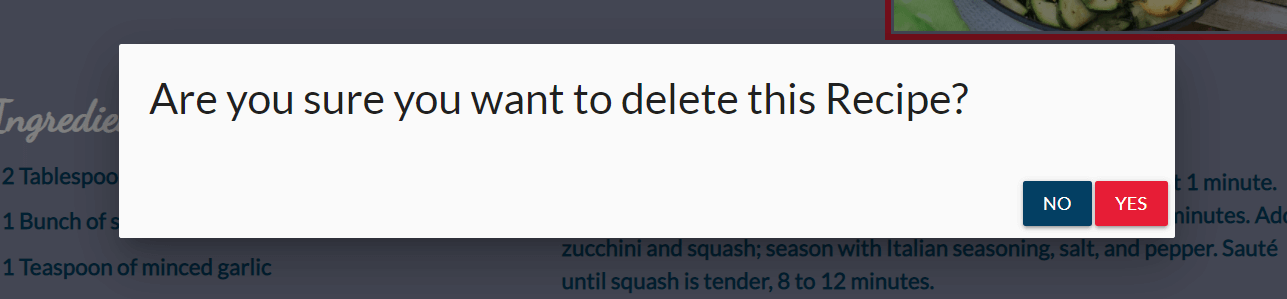 Are you sure you want to delete this Recipe?
NO YES
Ingredie
2 Tablespoo
1 Bunch of s
1 Teaspoon of minced garlic
t 1 minute.
minutes. Add
zucchini and squash; season with Italian seasoning, salt, and pepper. Sauté
until squash is tender, 8 to 12 minutes.